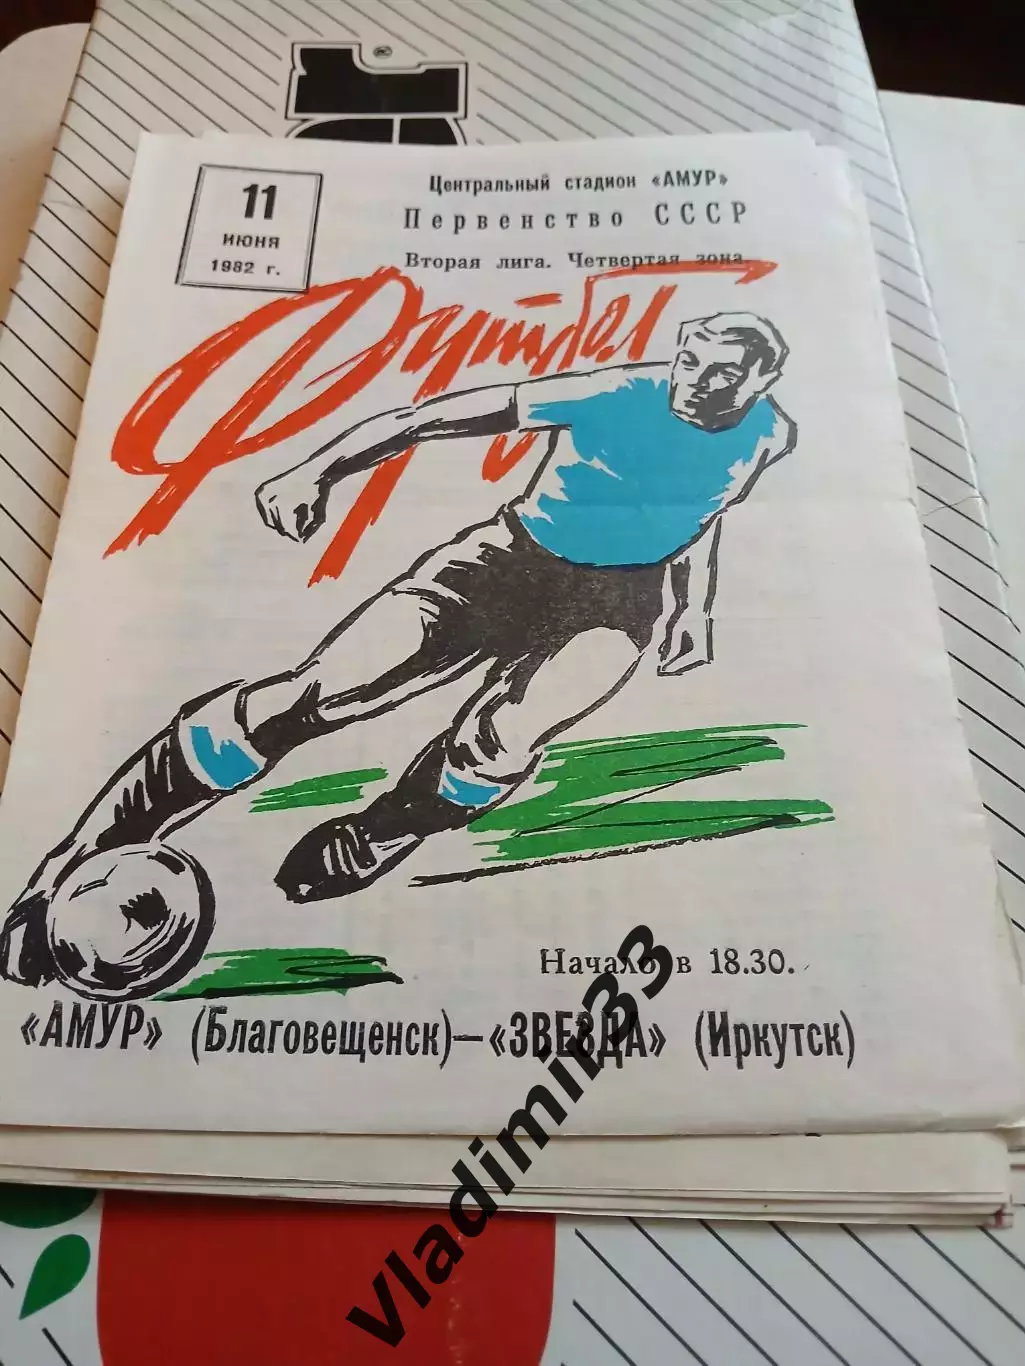 11
июня
1982 г.
Центральный стадион «АМУР»
Первенство СССР
Вторая лига. Четвертая зона.
Футбол
Начало в 18.30.
«АМУР» (Благовещенск)—«ЗВЕЗДА» (Иркутск)
Vladimir33